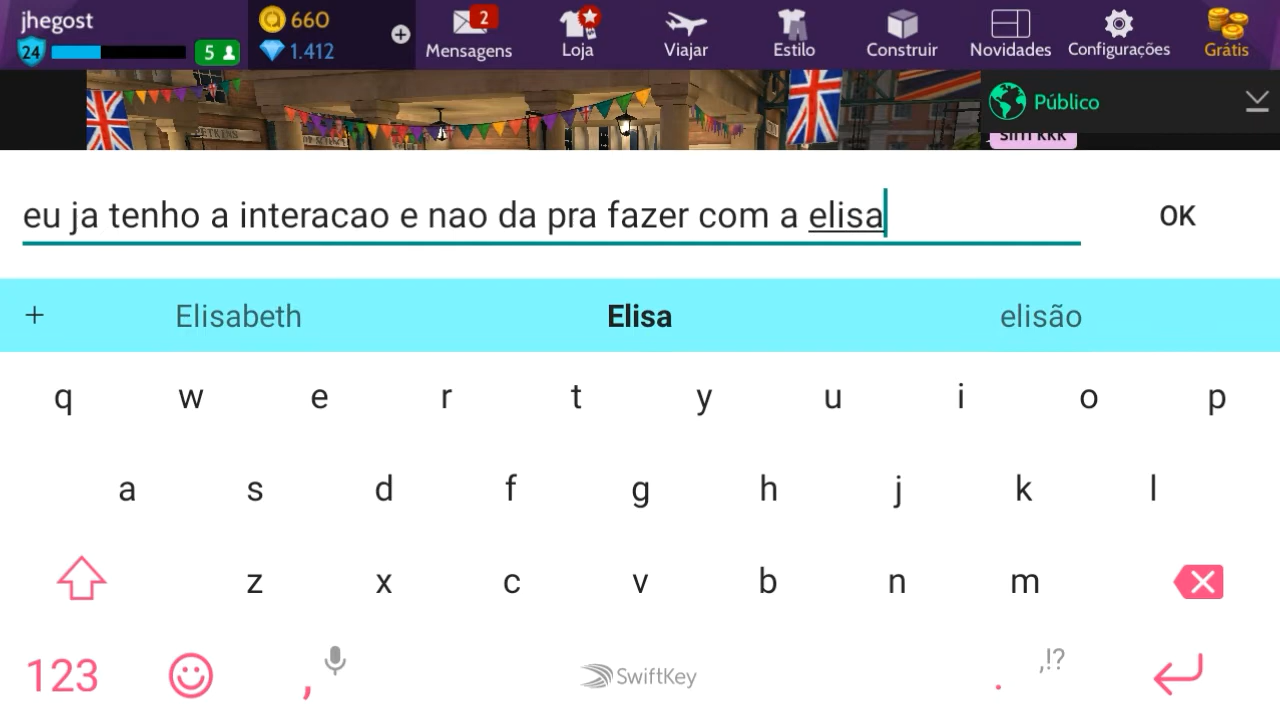 jhegost
24
5
660
1.412
2
Mensagens
Loja
Viajar
Estilo
Construir
Novidades
Configurações
Grátis
Público
eu ja tenho a interacao e nao da pra fazer com a elisa
OK
+
Elisabeth
Elisa
elisão
q w e r t y u i o p
a s d f g h j k l
z x c v b n m
123
,
SwiftKey
.
,!?